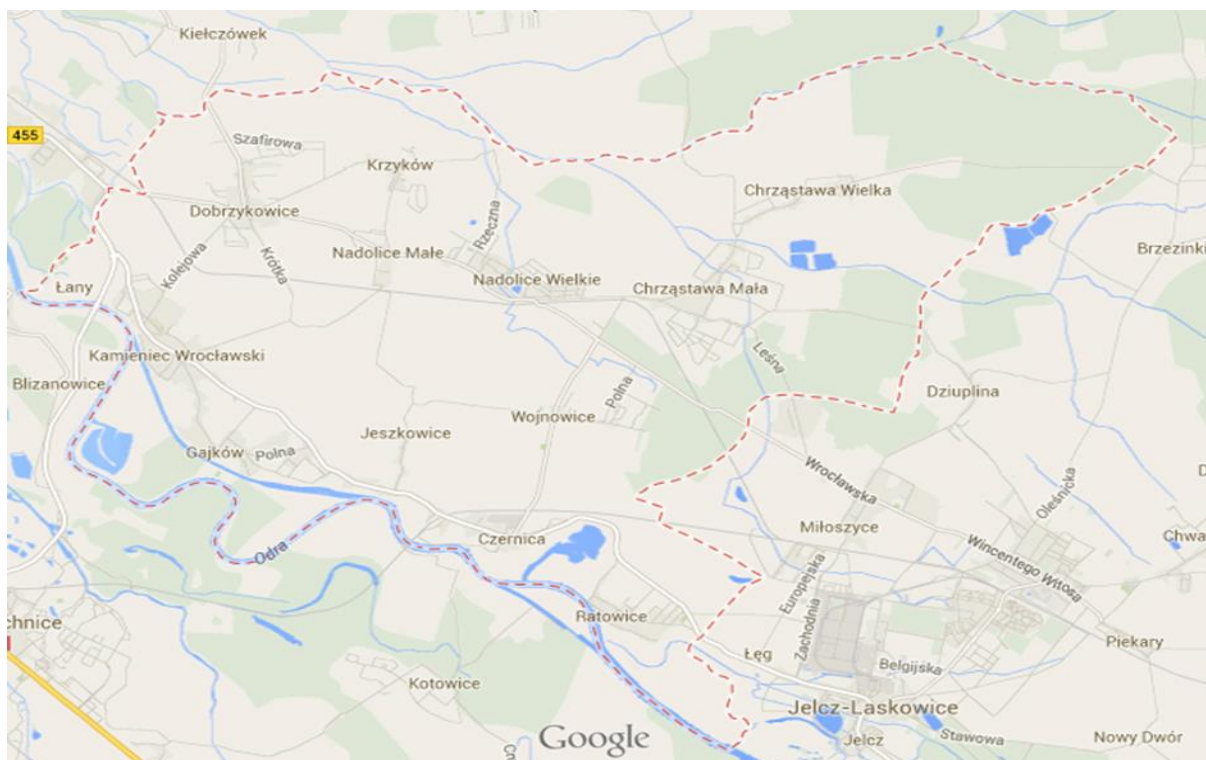 Kiełczówek
455
Szafirowa
Krzyków
Chrząstawa Wielka
Dobrzykowice
Rzeczna
Brzezinki
Kolejowa
Krótka
Nadolice Małe
Nadolice Wielkie
Łany
Chrząstawa Mała
Kamieniec Wrocławski
Leśna
Blizanowice
Dziuplina
Polna
Wojnowice
Jeszkowice
Gajków
Polna
Wrocławska
Oleśnicka
D
Miłoszyce
Czernica
Chwa
Odra
Wincentego Witosa
Europejska
Zachodnia
chnice
Ratowice
Piekary
Łęg
Belgijska
Kotowice
Jelcz-Laskowice
Google
Jelcz
Stawowa
Nowy Dwór